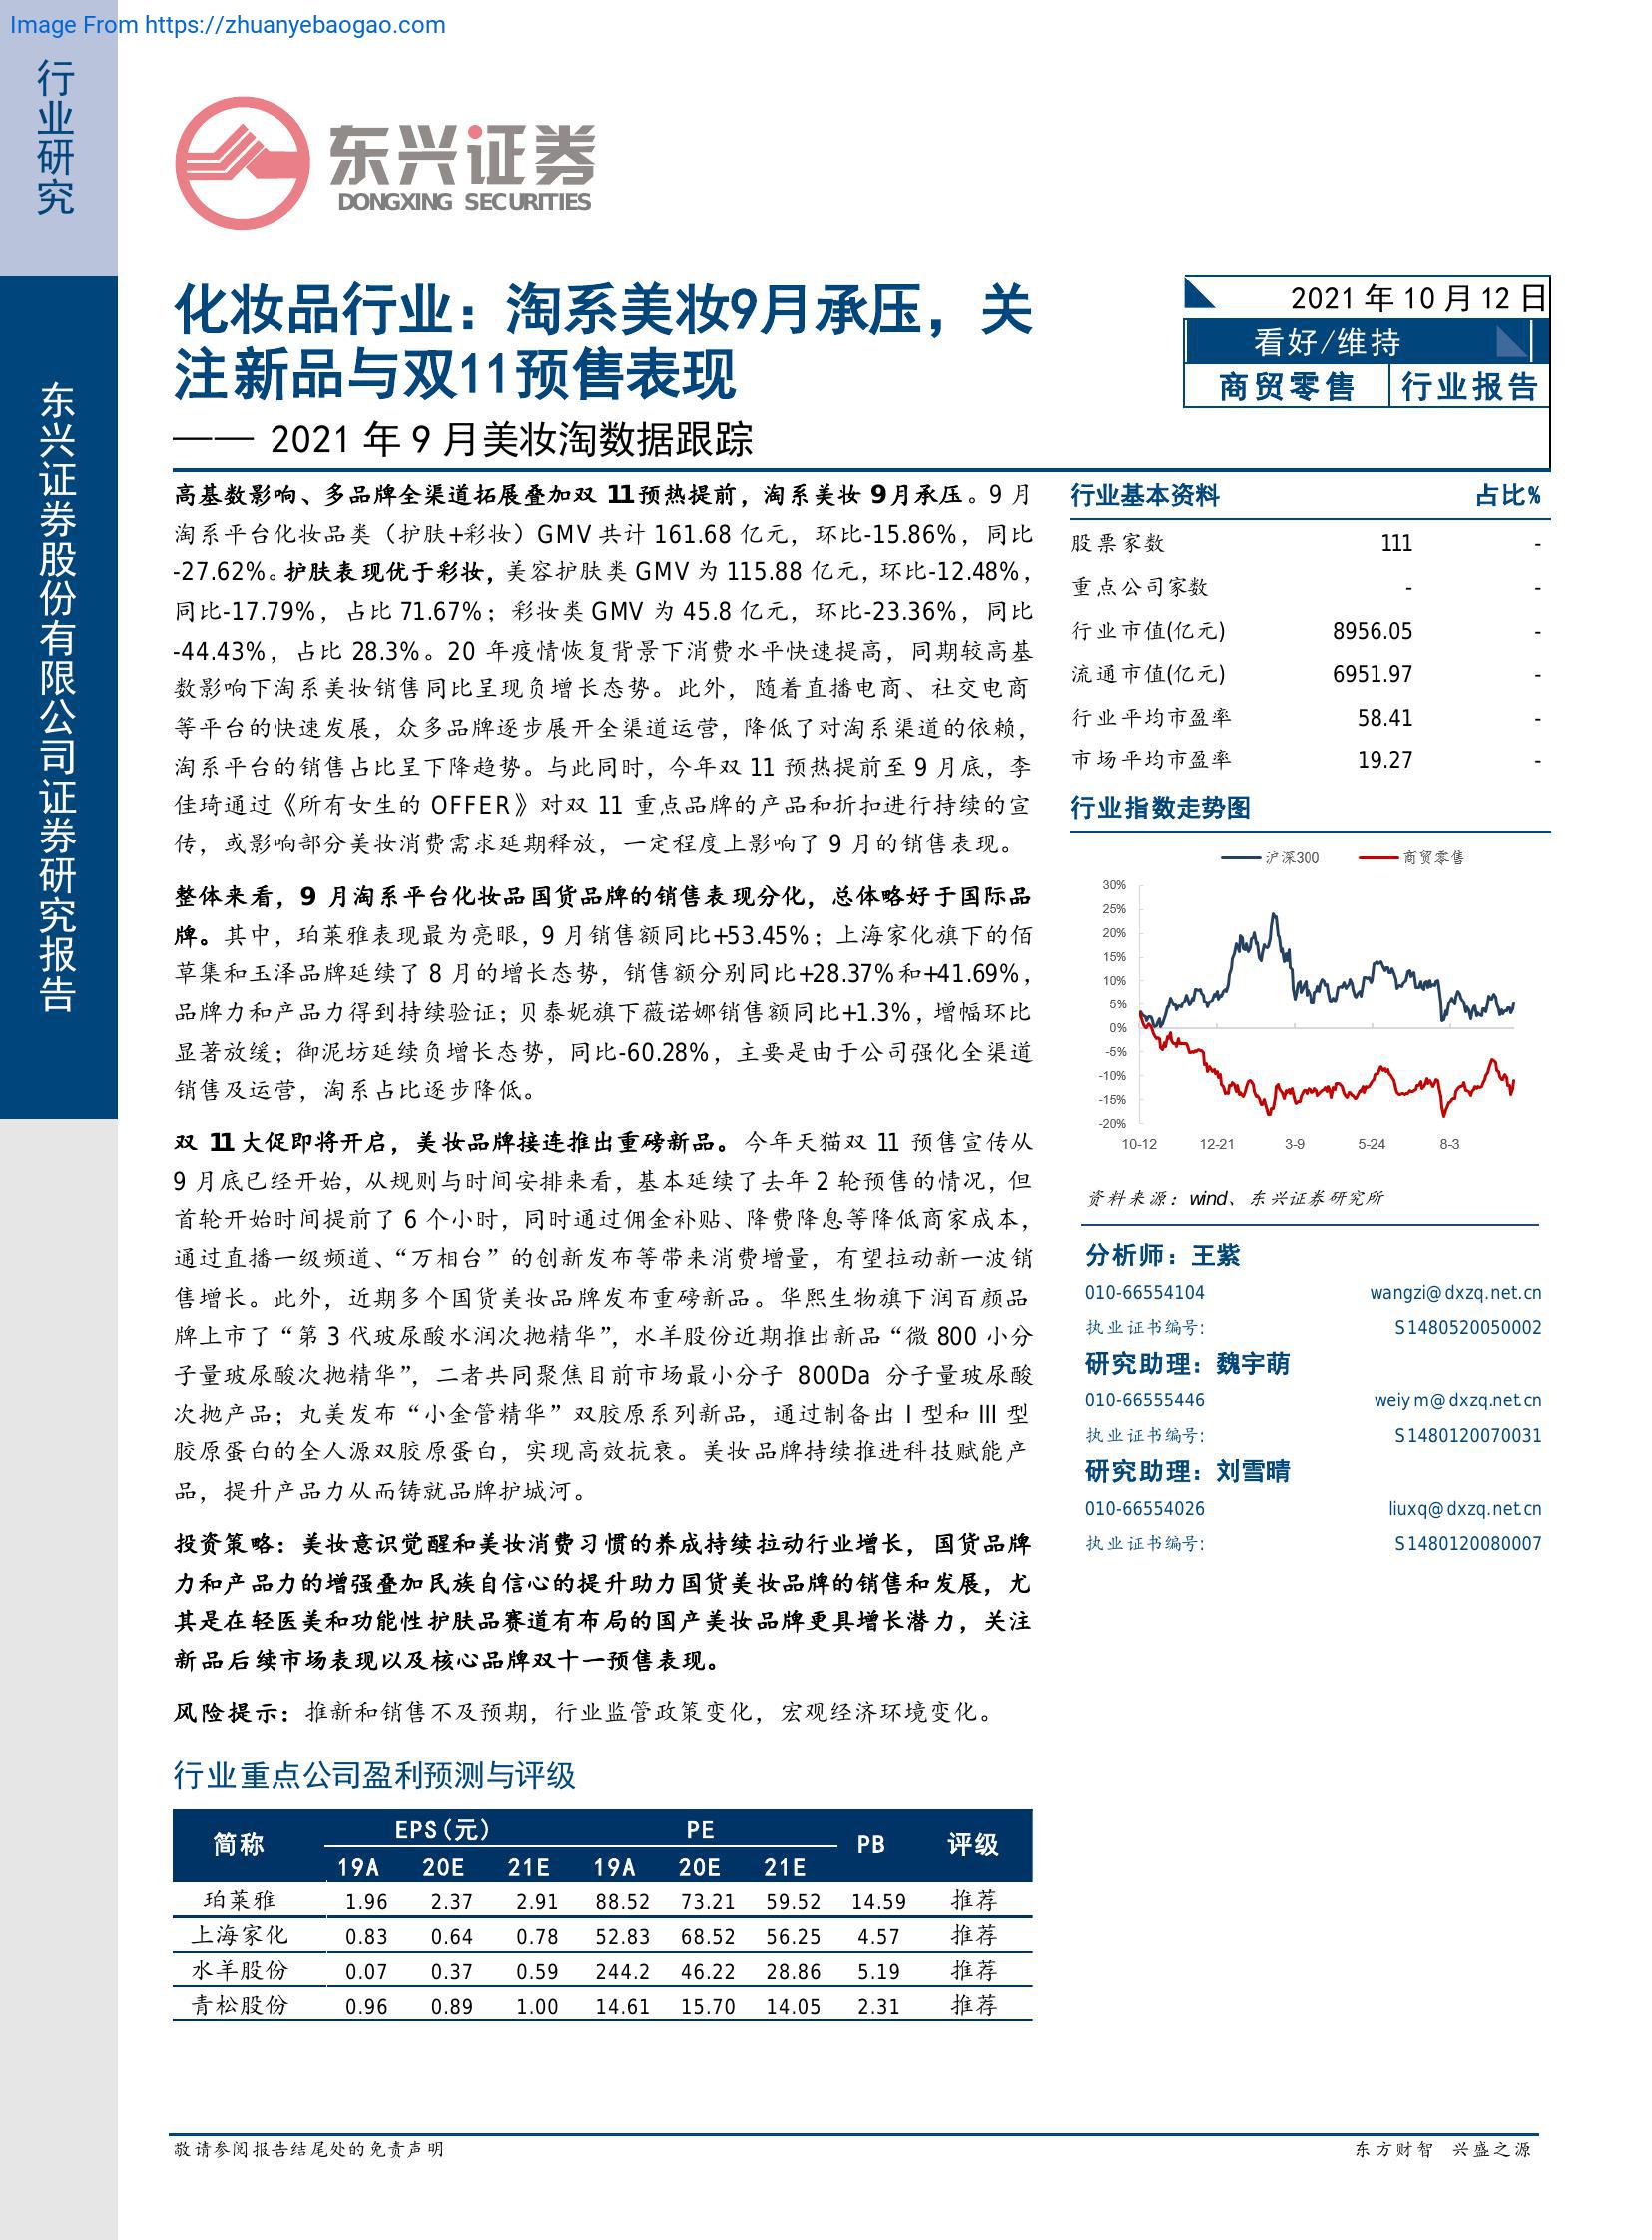 Image From https://zhuanyebaogao.com
行业研究
东兴证券股份有限公司证券研究报告
东兴证券
DONGXING SECURITIES
化妆品行业：淘系美妆9月承压，关
注新品与双11预售表现
—— 2021 年 9 月美妆淘数据跟踪
2021 年 10 月 12 日
看好/维持
商贸零售 行业报告
高基数影响、多品牌全渠道拓展叠加双 11 预热提前，淘系美妆 9月承压。9 月
淘系平台化妆品类（护肤+彩妆）GMV 共计 161.68 亿元，环比-15.86%，同比
-27.62%。护肤表现优于彩妆，美容护肤类 GMV 为 115.88 亿元，环比-12.48%，
同比-17.79%，占比 71.67%；彩妆类 GMV 为 45.8 亿元，环比-23.36%，同比
-44.43%，占比 28.3%。20 年疫情恢复背景下消费水平快速提高，同期较高基
数影响下淘系美妆销售同比呈现负增长态势。此外，随着直播电商、社交电商
等平台的快速发展，众多品牌逐步展开全渠道运营，降低了对淘系渠道的依赖，
淘系平台的销售占比呈下降趋势。与此同时，今年双 11 预热提前至 9 月底，李
佳琦通过《所有女生的 OFFER》对双 11 重点品牌的产品和折扣进行持续的宣
传，或影响部分美妆消费需求延期释放，一定程度上影响了 9 月的销售表现。
整体来看，9 月淘系平台化妆品国货品牌的销售表现分化，总体略好于国际品
牌。其中，珀莱雅表现最为亮眼，9 月销售额同比+53.45%；上海家化旗下的佰
草集和玉泽品牌延续了 8 月的增长态势，销售额分别同比+28.37%和+41.69%，
品牌力和产品力得到持续验证；贝泰妮旗下薇诺娜销售额同比+1.3%，增幅环比
显著放缓；御泥坊延续负增长态势，同比-60.28%，主要是由于公司强化全渠道
销售及运营，淘系占比逐步降低。
双 11 大促即将开启，美妆品牌接连推出重磅新品。今年天猫双 11 预售宣传从
9 月底已经开始，从规则与时间安排来看，基本延续了去年 2 轮预售的情况，但
首轮开始时间提前了 6 个小时，同时通过佣金补贴、降费降息等降低商家成本，
通过直播一级频道、“万相台”的创新发布等带来消费增量，有望拉动新一波销
售增长。此外，近期多个国货美妆品牌发布重磅新品。华熙生物旗下润百颜品
牌上市了“第 3 代玻尿酸水润次抛精华”，水羊股份近期推出新品“微 800 小分
子量玻尿酸次抛精华”，二者共同聚焦目前市场最小分子 800Da 分子量玻尿酸
次抛产品；丸美发布“小金管精华”双胶原系列新品，通过制备出 I 型和 III 型
胶原蛋白的全人源双胶原蛋白，实现高效抗衰。美妆品牌持续推进科技赋能产
品，提升产品力从而铸就品牌护城河。
投资策略：美妆意识觉醒和美妆消费习惯的养成持续拉动行业增长，国货品牌
力和产品力的增强叠加民族自信心的提升助力国货美妆品牌的销售和发展，尤
其是在轻医美和功能性护肤品赛道有布局的国产美妆品牌更具增长潜力，关注
新品后续市场表现以及核心品牌双十一预售表现。
风险提示：推新和销售不及预期，行业监管政策变化，宏观经济环境变化。
行业重点公司盈利预测与评级
简称 EPS(元) PE PB 评级
19A 20E 21E 19A 20E 21E
珀莱雅 1.96 2.37 2.91 88.52 73.21 59.52 14.59 推荐
上海家化 0.83 0.64 0.78 52.83 68.52 56.25 4.57 推荐
水羊股份 0.07 0.37 0.59 244.2 46.22 28.86 5.19 推荐
青松股份 0.96 0.89 1.00 14.61 15.70 14.05 2.31 推荐
行业基本资料 占比%
股票家数 111 -
重点公司家数 - -
行业市值(亿元) 8956.05 -
流通市值(亿元) 6951.97 -
行业平均市盈率 58.41 -
市场平均市盈率 19.27 -
行业指数走势图
沪深300 商贸零售
30%
25%
20%
15%
10%
5%
0%
-5%
-10%
-15%
-20%
10-12 12-21 3-9 5-24 8-3
资料来源：wind、东兴证券研究所
分析师：王紫
010-66554104 wangzi@dxzq.net.cn
执业证书编号: S1480520050002
研究助理：魏宇萌
010-66555446 weiym@dxzq.net.cn
执业证书编号: S1480120070031
研究助理：刘雪晴
010-66554026 liuxq@dxzq.net.cn
执业证书编号: S1480120080007
敬请参阅报告结尾处的免责声明
东方财智 兴盛之源